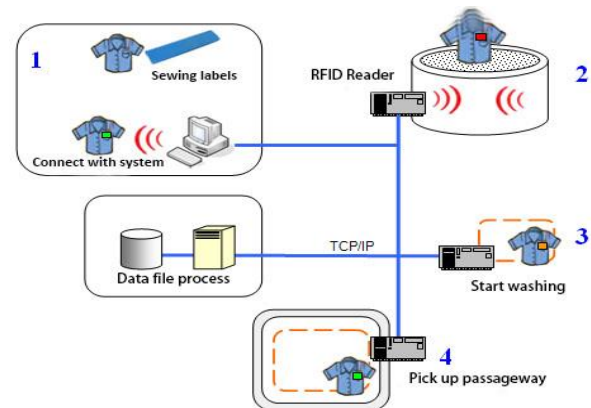 1
Sewing labels
Connect with system
RFID Reader
2
Data file process
TCP/IP
3
Start washing
4
Pick up passageway